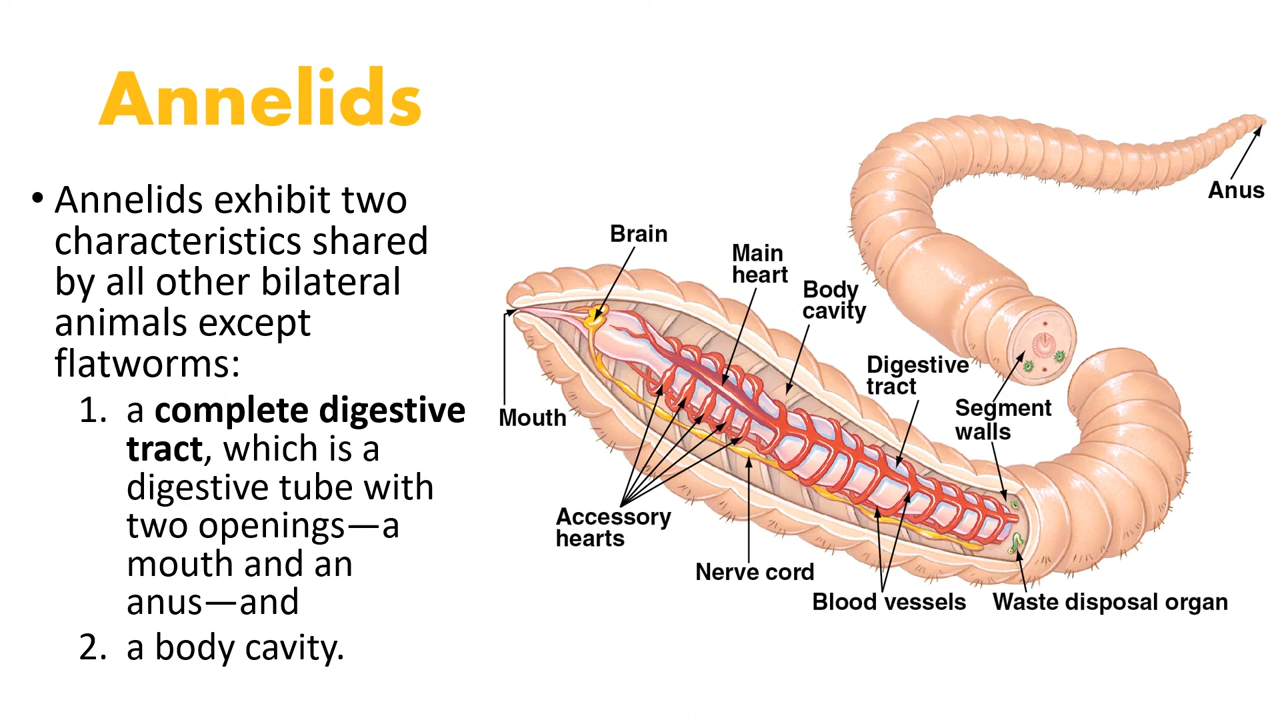 Annelids
• Annelids exhibit two
characteristics shared
by all other bilateral
animals except
flatworms:
1. a complete digestive
tract, which is a
digestive tube with
two openings—a
mouth and an
anus—and
2. a body cavity.
Anus
Brain
Main
heart
Body
cavity
Digestive
tract
Segment
walls
Mouth
Accessory
hearts
Nerve cord
Blood vessels
Waste disposal organ